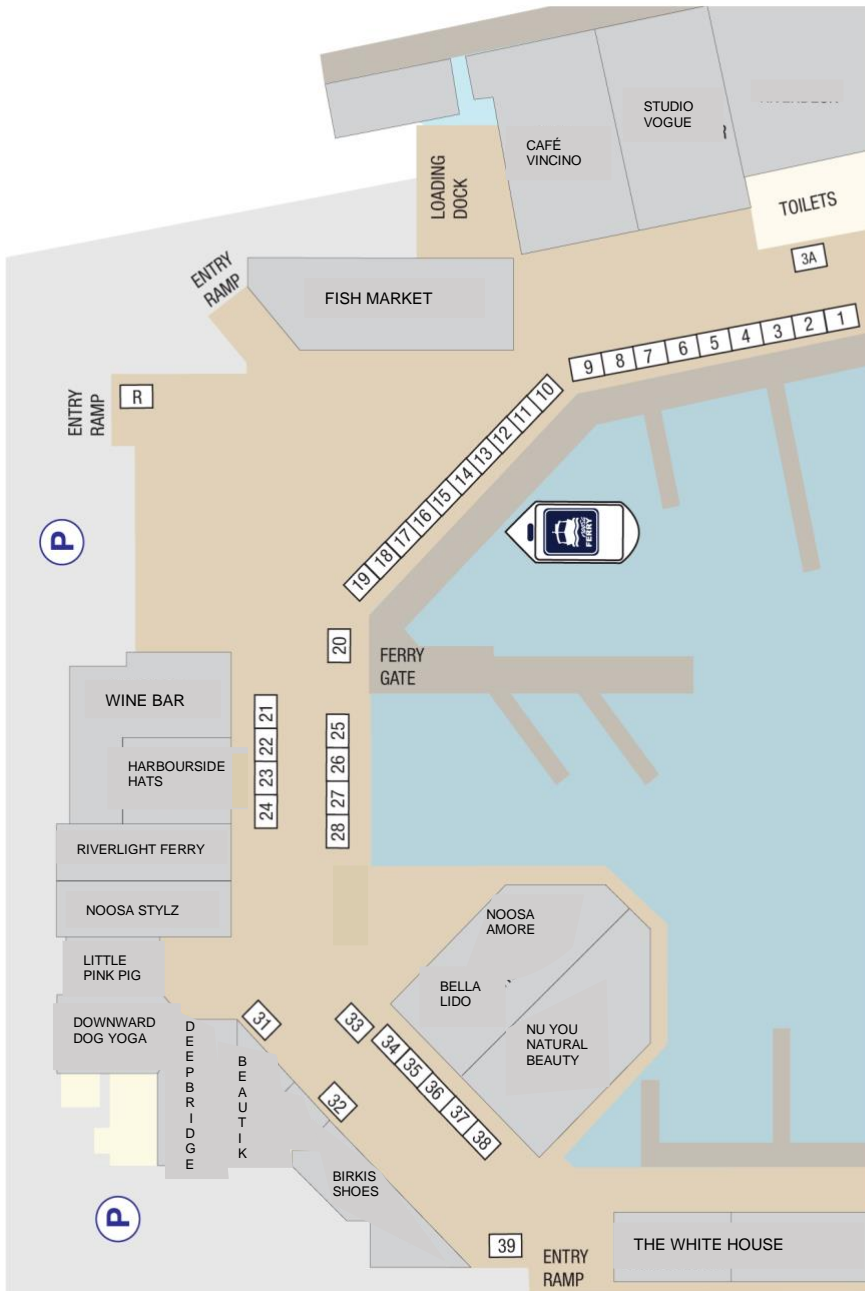 STUDIO
VOGUE
CAFÉ
VINCINO
LOADING
DOCK
TOILETS
3A
ENTRY
RAMP
FISH MARKET
9 8 7 6 5 4 3 2 1
ENTRY
RAMP
R
19 18 17 16 15 14 13 12 11 10
P
FERRY
20
FERRY
GATE
WINE BAR
21
22
23
24
25
26
27
28
HARBOURSIDE
HATS
RIVERLIGHT FERRY
NOOSA STYLZ
LITTLE
PINK PIG
NOOSA
AMORE
BELLA
LIDO
DOWNWARD
DOG YOGA
DEEPBRIDGE
BEAUTIK
31
33
34
35
36
37
38
NU YOU
NATURAL
BEAUTY
32
BIRKIS
SHOES
P
39
ENTRY
RAMP
THE WHITE HOUSE